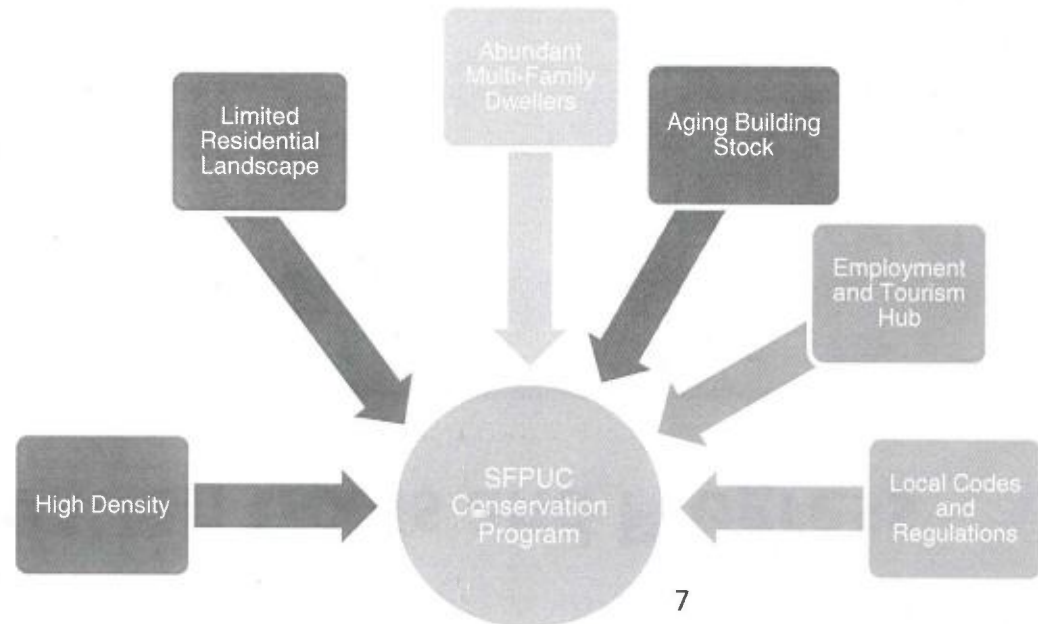 Abundant
Multi-Family
Dwellers
Limited
Residential
Landscape
Aging Building
Stock
Employment
and Tourism
Hub
High Density
SFPUC
Conservation
Program
Local Codes
and
Regulations
7